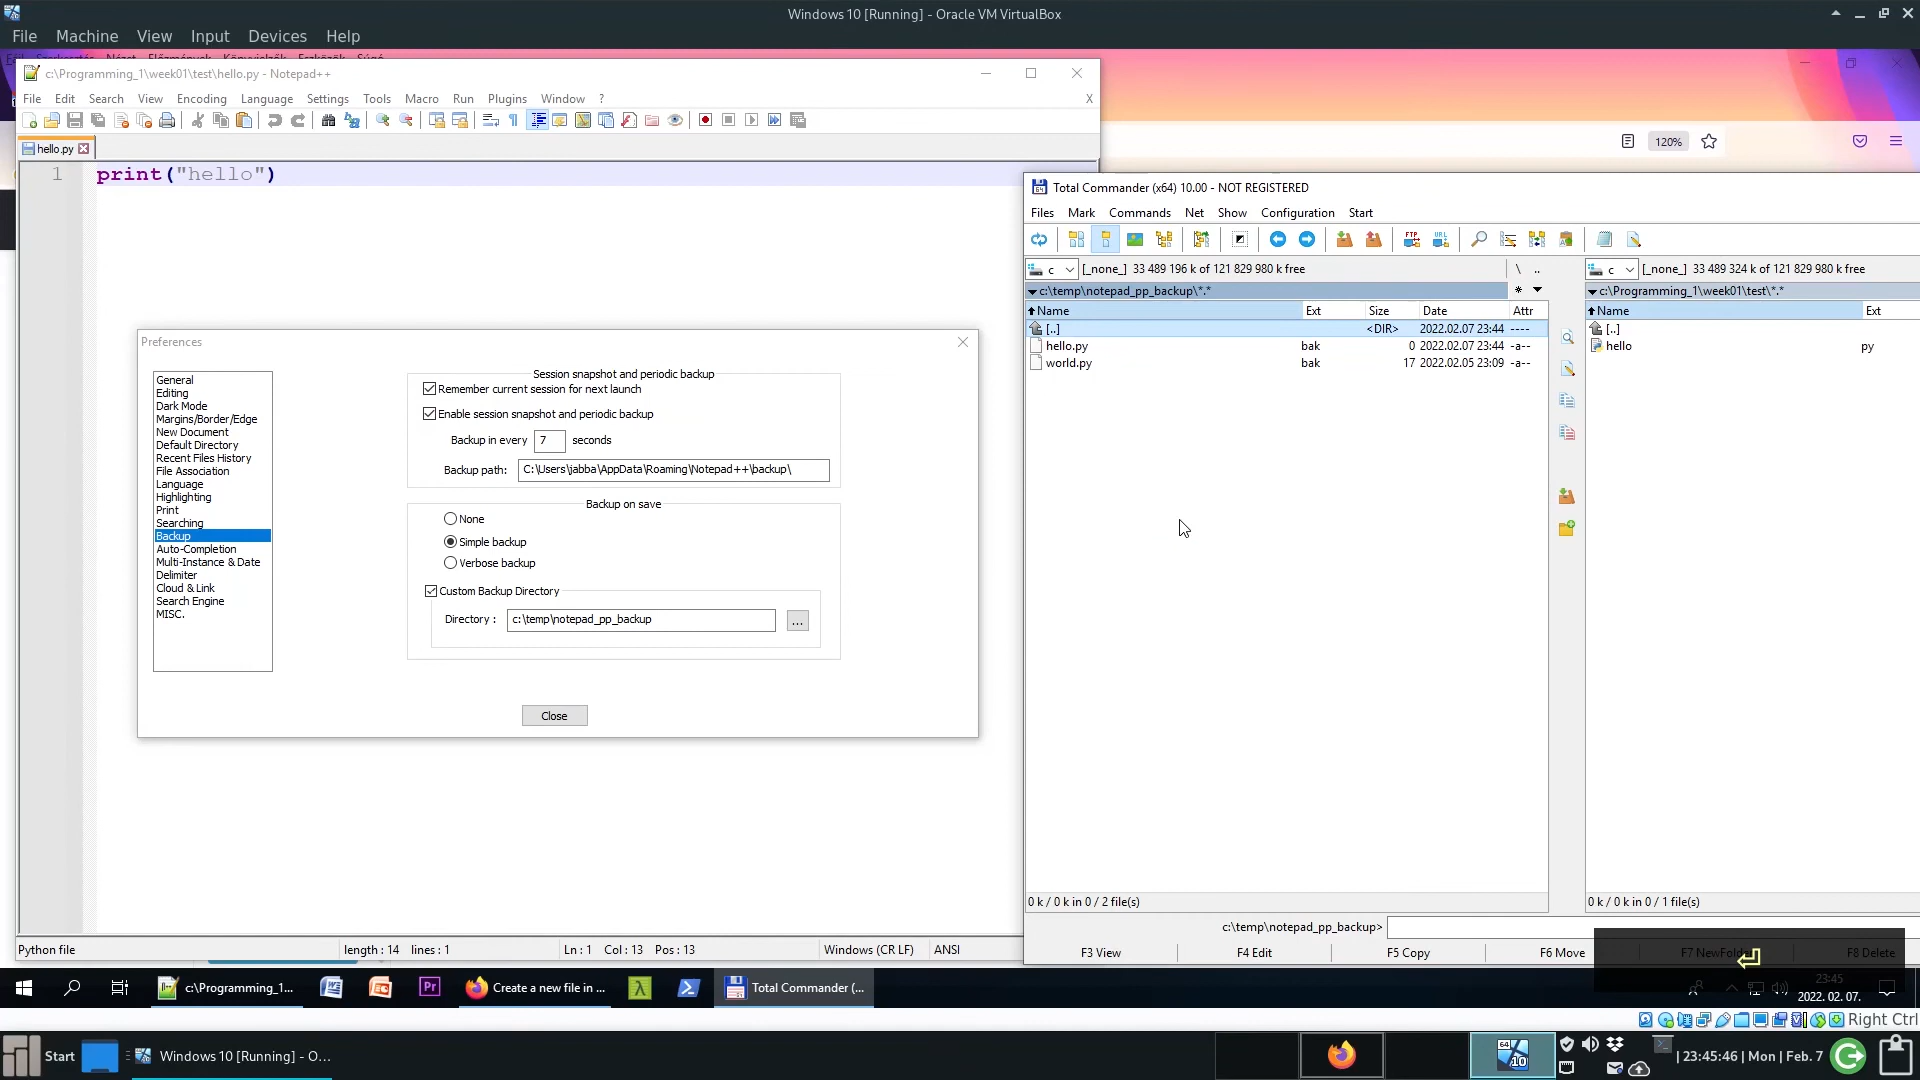 Windows 10 [Running] - Oracle VM VirtualBox
File Machine View Input Devices Help
c:\Programming_1\week01\test\hello.py - Notepad++
File Edit Search View Encoding Language Settings Tools Macro Run Plugins Window ? X
120%
hello.py
1 print("hello")
Total Commander (x64) 10.00 - NOT REGISTERED
Files Mark Commands Net Show Configuration Start
FTP URL
c [_none_] 33 489 196 k of 121 829 980 k free \ ..
c [_none_] 33 489 324 k of 121 829 980 k free
c:\temp\notepad_pp_backup\*.* *
c:\Programming_1\week01\test\*.*
Name Ext Size Date Attr
[..] <DIR> 2022.02.07 23:44 ----
hello.py bak 0 2022.02.07 23:44 -a--
world.py bak 17 2022.02.05 23:09 -a--
Name Ext
[..]
hello py
Preferences
General
Editing
Dark Mode
Margins/Border/Edge
New Document
Default Directory
Recent Files History
File Association
Language
Highlighting
Print
Searching
Backup
Auto-Completion
Multi-Instance & Date
Delimiter
Cloud & Link
Search Engine
MISC.
Session snapshot and periodic backup
Remember current session for next launch
Enable session snapshot and periodic backup
Backup in every 7 seconds
Backup path: C:\Users\jabba\AppData\Roaming\Notepad++\backup\
Backup on save
None
Simple backup
Verbose backup
Custom Backup Directory
Directory : c:\temp\notepad_pp_backup ...
Close
0 k / 0 k in 0 / 2 file(s)
0 k / 0 k in 0 / 1 file(s)
c:\temp\notepad_pp_backup>
F3 View F4 Edit F5 Copy F6 Move F7 NewFolder F8 Delete
Python file length : 14 lines : 1 Ln : 1 Col : 13 Pos : 13 Windows (CR LF) ANSI
c:\Programming_1... Pr Create a new file in ... λ Total Commander (...
23:45
2022. 02. 07.
Right Ctrl
Start Windows 10 [Running] - O... | 23:45:46 | Mon | Feb. 7